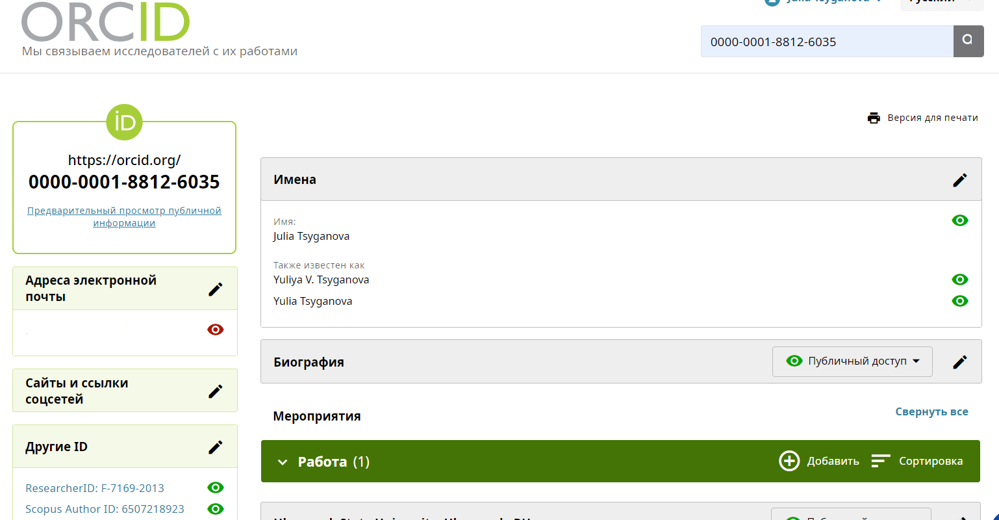 ORCID
Julia Tsyganova
Русский
Мы связываем исследователей с их работами
0000-0001-8812-6035
Версия для печати
iD
https://orcid.org/
0000-0001-8812-6035
Предварительный просмотр публичной
информации
Адреса электронной
почты
Сайты и ссылки
соцсетей
Другие ID
ResearcherID: F-7169-2013
Scopus Author ID: 6507218923
Имена
Имя:
Julia Tsyganova
Также известен как
Yuliya V. Tsyganova
Yulia Tsyganova
Биография
Публичный доступ
Мероприятия
Свернуть все
Работа (1)
Добавить
Сортировка